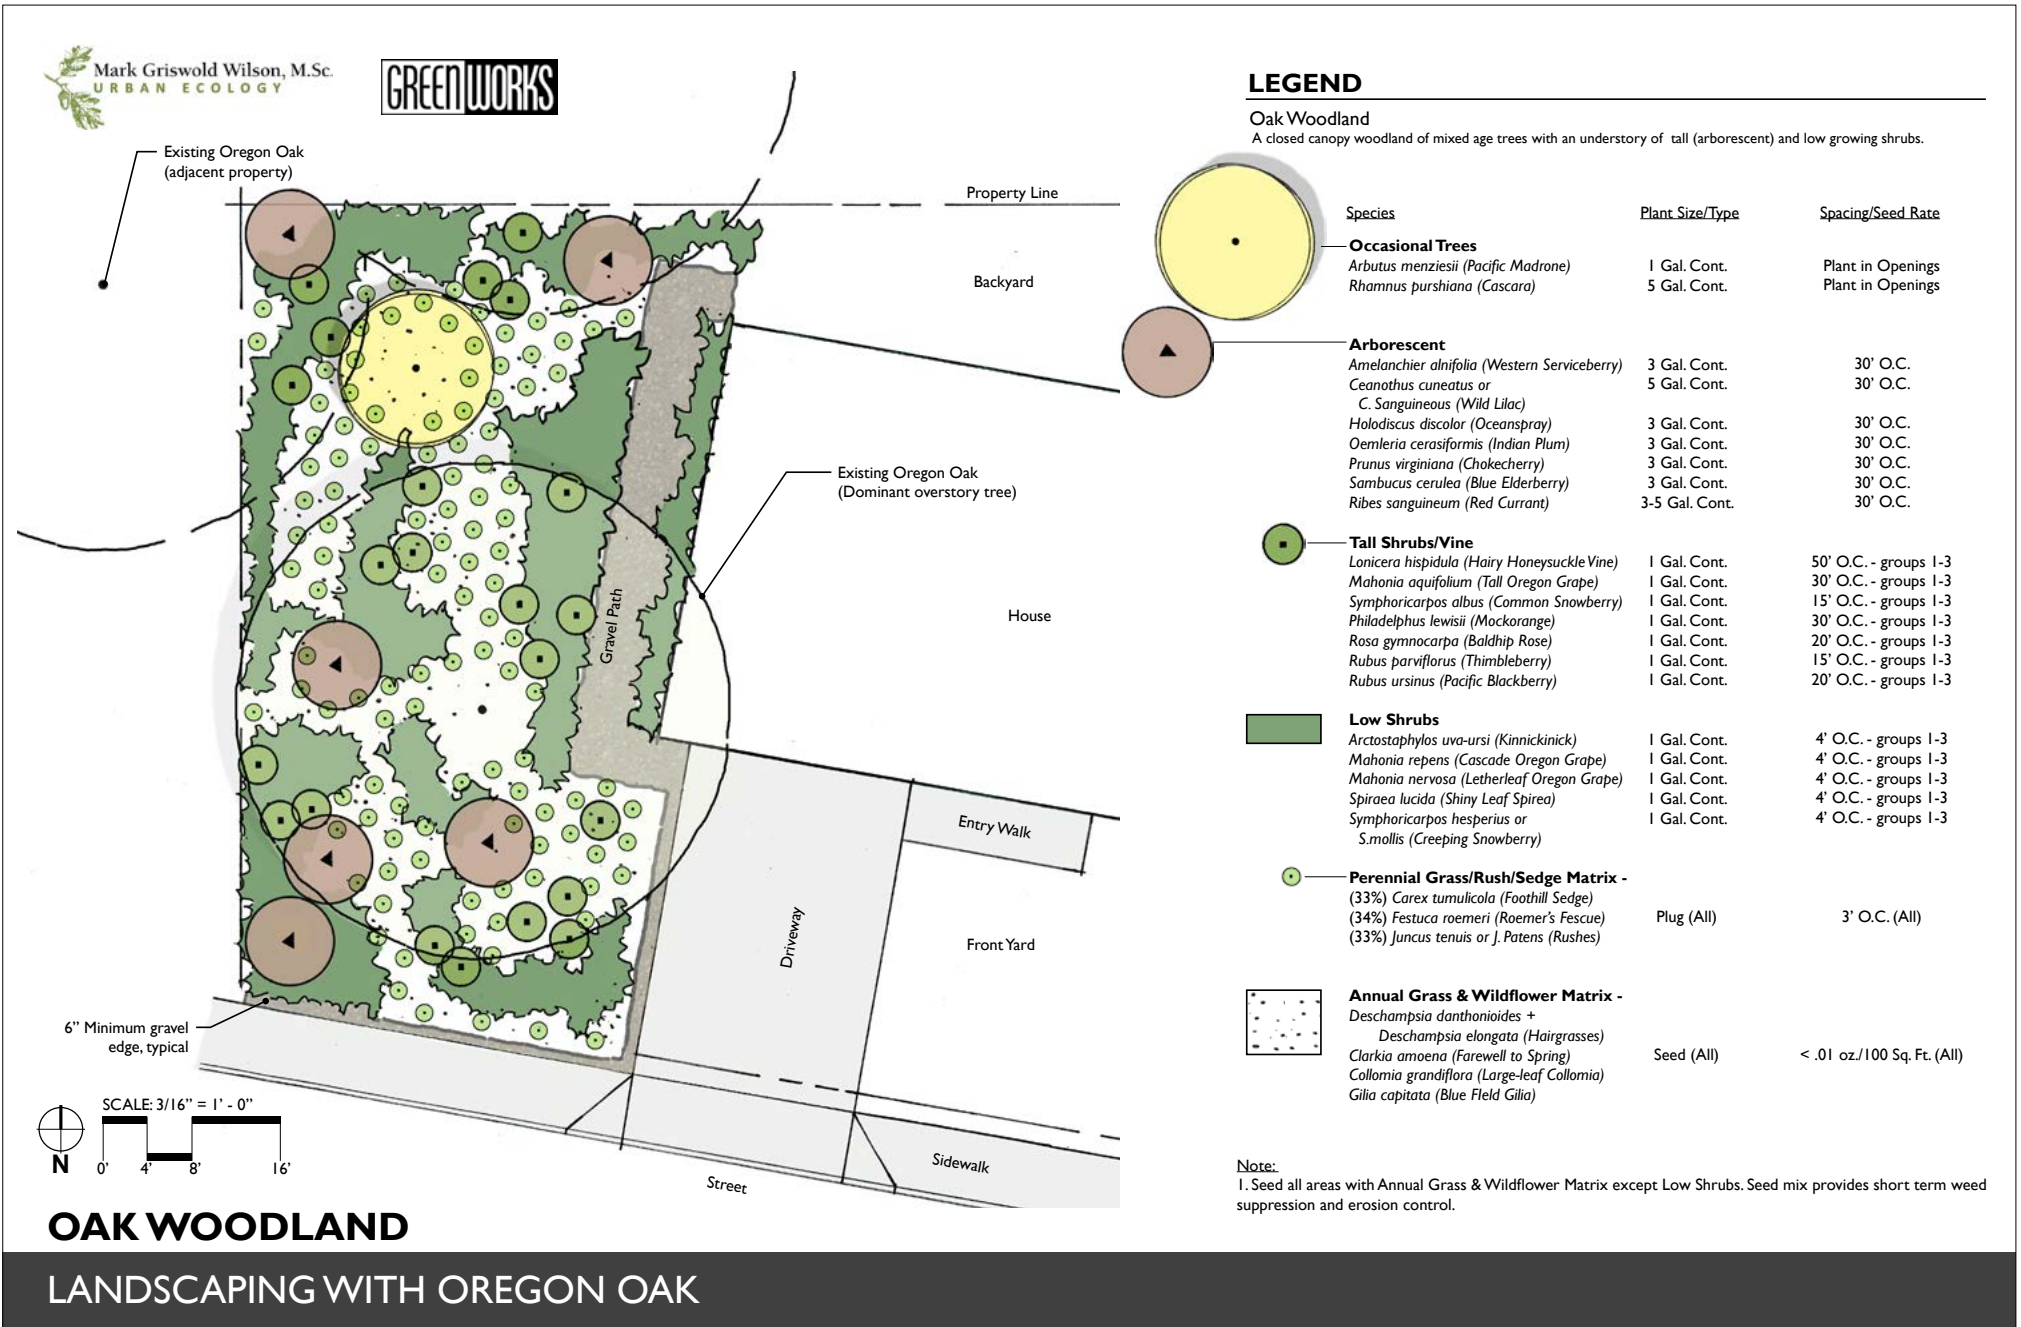 Mark Griswold Wilson, M.Sc.
URBAN ECOLOGY
GREENWORKS
Existing Oregon Oak
(adjacent property)
Property Line
Backyard
Existing Oregon Oak
(Dominant overstory tree)
House
Gravel Path
Entry Walk
Driveway
Front Yard
6” Minimum gravel
edge, typical
Sidewalk
Street
SCALE: 3/16” = 1’ - 0”
N
0’ 4’ 8’ 16’
LEGEND
Oak Woodland
A closed canopy woodland of mixed age trees with an understory of tall (arborescent) and low growing shrubs.
Species Plant Size/Type Spacing/Seed Rate
Occasional Trees
Arbutus menziesii (Pacific Madrone) 1 Gal. Cont. Plant in Openings
Rhamnus purshiana (Cascara) 5 Gal. Cont. Plant in Openings
Arborescent
Amelanchier alnifolia (Western Serviceberry) 3 Gal. Cont. 30’ O.C.
Ceanothus cuneatus or 5 Gal. Cont. 30’ O.C.
C. Sanguineous (Wild Lilac)
Holodiscus discolor (Oceanspray) 3 Gal. Cont. 30’ O.C.
Oemleria cerasiformis (Indian Plum) 3 Gal. Cont. 30’ O.C.
Prunus virginiana (Chokecherry) 3 Gal. Cont. 30’ O.C.
Sambucus cerulea (Blue Elderberry) 3 Gal. Cont. 30’ O.C.
Ribes sanguineum (Red Currant) 3-5 Gal. Cont. 30’ O.C.
Tall Shrubs/Vine
Lonicera hispidula (Hairy Honeysuckle Vine) 1 Gal. Cont. 50’ O.C. - groups 1-3
Mahonia aquifolium (Tall Oregon Grape) 1 Gal. Cont. 30’ O.C. - groups 1-3
Symphoricarpos albus (Common Snowberry) 1 Gal. Cont. 15’ O.C. - groups 1-3
Philadelphus lewisii (Mockorange) 1 Gal. Cont. 30’ O.C. - groups 1-3
Rosa gymnocarpa (Baldhip Rose) 1 Gal. Cont. 20’ O.C. - groups 1-3
Rubus parviflorus (Thimbleberry) 1 Gal. Cont. 15’ O.C. - groups 1-3
Rubus ursinus (Pacific Blackberry) 1 Gal. Cont. 20’ O.C. - groups 1-3
Low Shrubs
Arctostaphylos uva-ursi (Kinnickinick) 1 Gal. Cont. 4’ O.C. - groups 1-3
Mahonia repens (Cascade Oregon Grape) 1 Gal. Cont. 4’ O.C. - groups 1-3
Mahonia nervosa (Letherleaf Oregon Grape) 1 Gal. Cont. 4’ O.C. - groups 1-3
Spiraea lucida (Shiny Leaf Spirea) 1 Gal. Cont. 4’ O.C. - groups 1-3
Symphoricarpos hesperius or 1 Gal. Cont. 4’ O.C. - groups 1-3
S.mollis (Creeping Snowberry)
Perennial Grass/Rush/Sedge Matrix -
(33%) Carex tumulicola (Foothill Sedge)
(34%) Festuca roemeri (Roemer’s Fescue) Plug (All) 3’ O.C. (All)
(33%) Juncus tenuis or J. Patens (Rushes)
Annual Grass & Wildflower Matrix -
Deschampsia danthonioides +
Deschampsia elongata (Hairgrasses)
Clarkia amoena (Farewell to Spring) Seed (All) < .01 oz./100 Sq. Ft. (All)
Collomia grandiflora (Large-leaf Collomia)
Gilia capitata (Blue FIeld Gilia)
Note:
1. Seed all areas with Annual Grass & Wildflower Matrix except Low Shrubs. Seed mix provides short term weed
suppression and erosion control.
OAK WOODLAND
LANDSCAPING WITH OREGON OAK